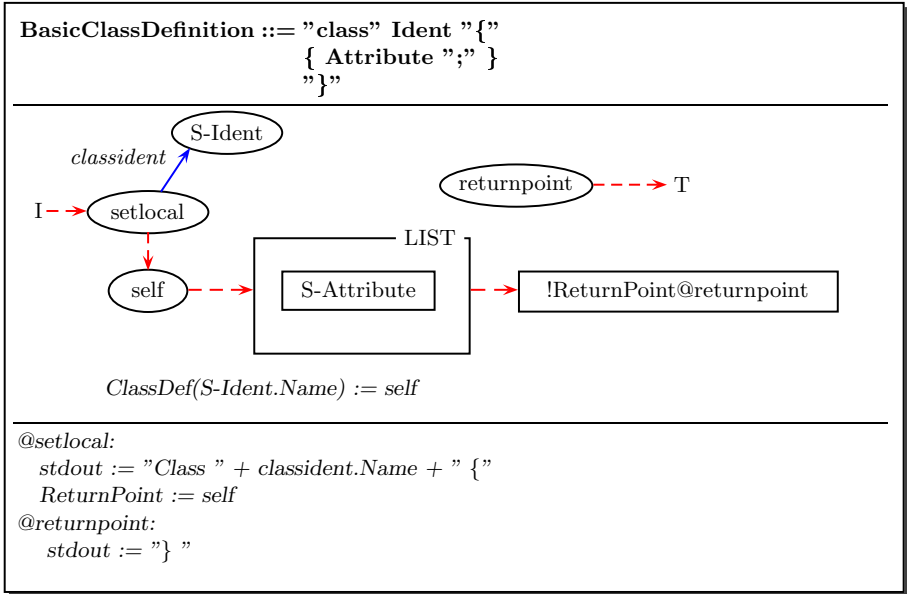 BasicClassDefinition ::= ”class” Ident ”{”
{ Attribute ”;” }
”}”
S-Ident
classident
returnpoint
T
I
setlocal
LIST
self
S-Attribute
!ReturnPoint@returnpoint
ClassDef(S-Ident.Name) := self
@setlocal:
stdout := ”Class ” + classident.Name + ” {”
ReturnPoint := self
@returnpoint:
stdout := ”} ”